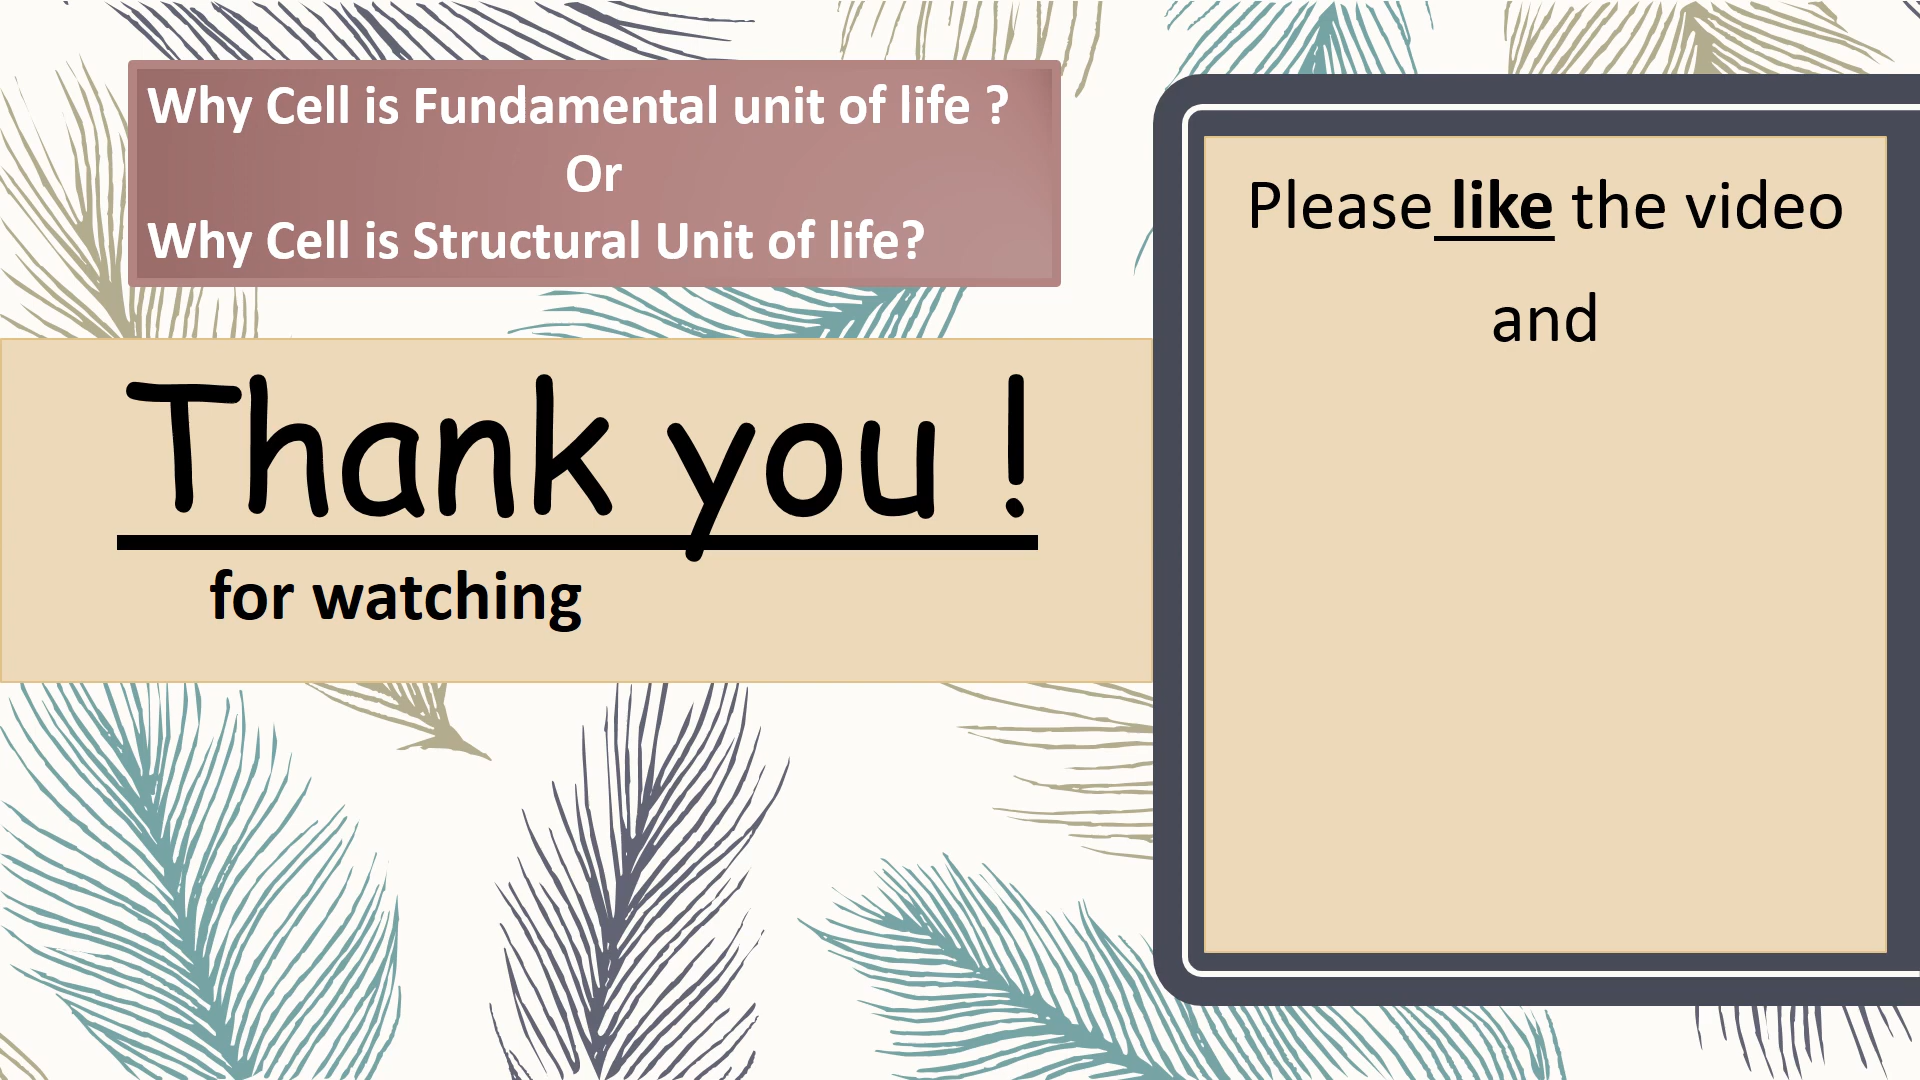 Why Cell is Fundamental unit of life ?
Or
Why Cell is Structural Unit of life?
Thank you !
for watching
Please like the video
and